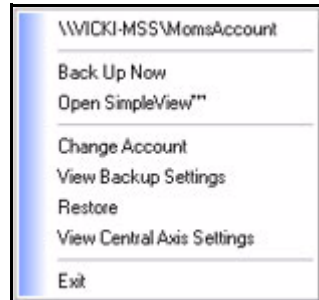 \\VICKI-MSS\MomsAccount
Back Up Now
Open SimpleView™
Change Account
View Backup Settings
Restore
View Central Axis Settings
Exit